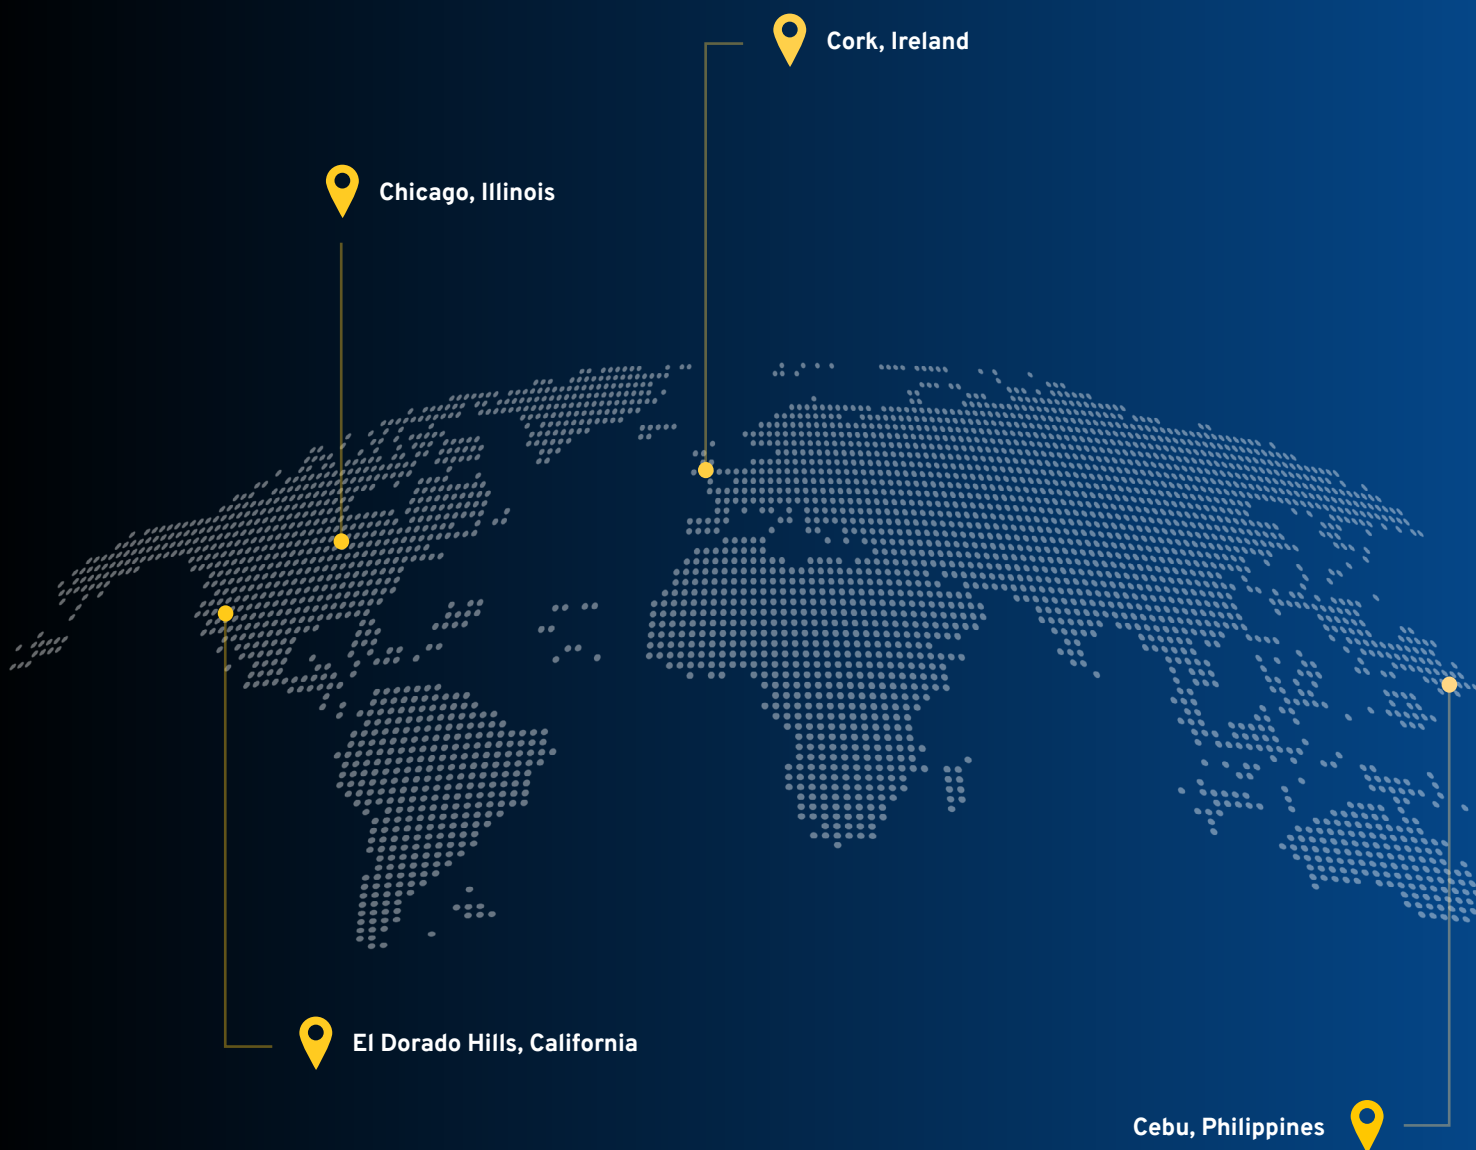 Cork, Ireland
Chicago, Illinois
El Dorado Hills, California
Cebu, Philippines